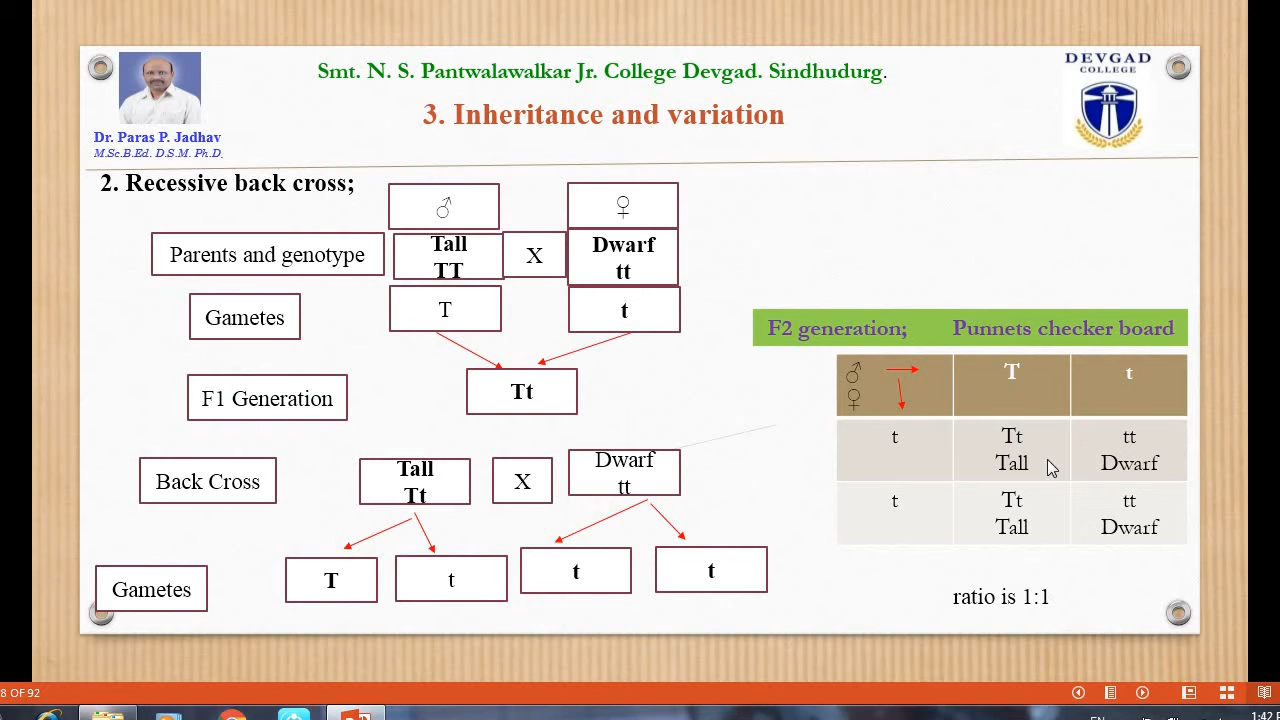 Smt. N. S. Pantwalawalkar Jr. College Devgad. Sindhudurg.
3. Inheritance and variation
DEVGAD
COLLEGE
Dr. Paras P. Jadhav
M.Sc.B.Ed. D.S.M. Ph.D.
2. Recessive back cross;
♂ ♀
Parents and genotype
Tall
TT
X
Dwarf
tt
Gametes
T
t
F1 Generation
Tt
Back Cross
Tall
Tt
X
Dwarf
tt
Gametes
T
t
t
t
F2 generation; Punnets checker board
♂ T t
♀
t Tt tt
Tall Dwarf
t Tt tt
Tall Dwarf
ratio is 1:1
8 OF 92
EN
1:42